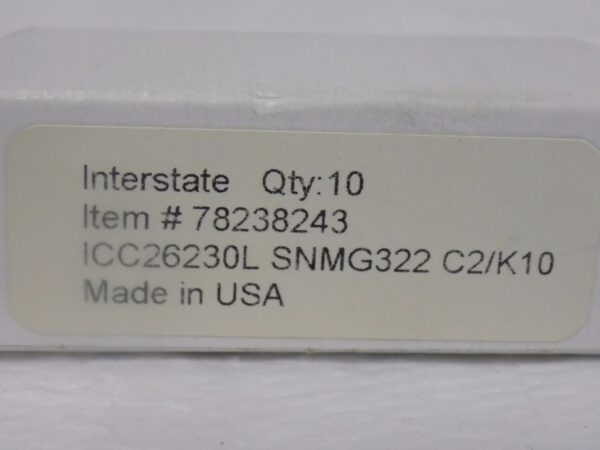 Interstate Qty:10
Item # 78238243
ICC26230L SNMG322 C2/K10
Made in USA